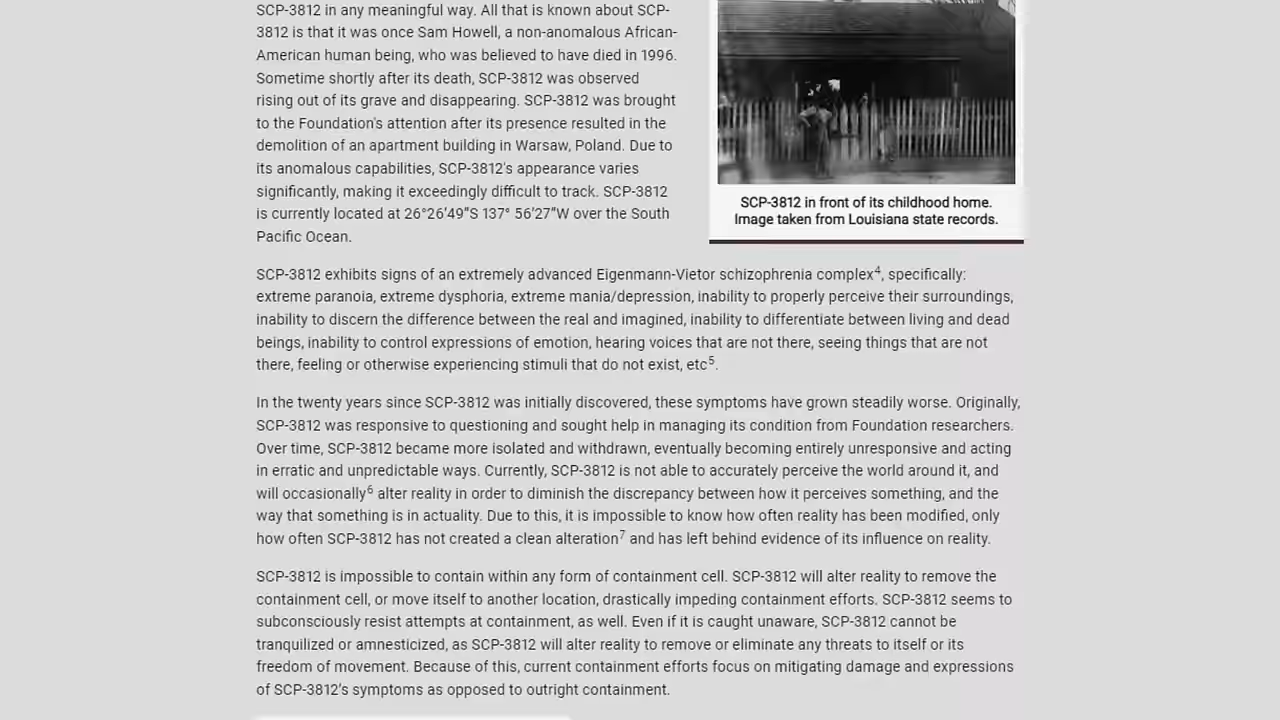 SCP-3812 in any meaningful way. All that is known about SCP-
3812 is that it was once Sam Howell, a non-anomalous African-
American human being, who was believed to have died in 1996.
Sometime shortly after its death, SCP-3812 was observed
rising out of its grave and disappearing. SCP-3812 was brought
to the Foundation's attention after its presence resulted in the
demolition of an apartment building in Warsaw, Poland. Due to
its anomalous capabilities, SCP-3812's appearance varies
significantly, making it exceedingly difficult to track. SCP-3812
is currently located at 26°26′49″S 137° 56′27″W over the South
Pacific Ocean.
SCP-3812 in front of its childhood home.
Image taken from Louisiana state records.
SCP-3812 exhibits signs of an extremely advanced Eigenmann-Vietor schizophrenia complex4, specifically:
extreme paranoia, extreme dysphoria, extreme mania/depression, inability to properly perceive their surroundings,
inability to discern the difference between the real and imagined, inability to differentiate between living and dead
beings, inability to control expressions of emotion, hearing voices that are not there, seeing things that are not
there, feeling or otherwise experiencing stimuli that do not exist, etc5.
In the twenty years since SCP-3812 was initially discovered, these symptoms have grown steadily worse. Originally,
SCP-3812 was responsive to questioning and sought help in managing its condition from Foundation researchers.
Over time, SCP-3812 became more isolated and withdrawn, eventually becoming entirely unresponsive and acting
in erratic and unpredictable ways. Currently, SCP-3812 is not able to accurately perceive the world around it, and
will occasionally6 alter reality in order to diminish the discrepancy between how it perceives something, and the
way that something is in actuality. Due to this, it is impossible to know how often reality has been modified, only
how often SCP-3812 has not created a clean alteration7 and has left behind evidence of its influence on reality.
SCP-3812 is impossible to contain within any form of containment cell. SCP-3812 will alter reality to remove the
containment cell, or move itself to another location, drastically impeding containment efforts. SCP-3812 seems to
subconsciously resist attempts at containment, as well. Even if it is caught unaware, SCP-3812 cannot be
tranquilized or amnesticized, as SCP-3812 will alter reality to remove or eliminate any threats to itself or its
freedom of movement. Because of this, current containment efforts focus on mitigating damage and expressions
of SCP-3812's symptoms as opposed to outright containment.